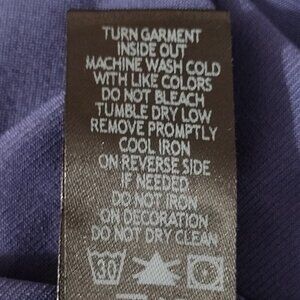 TURN GARMENT
INSIDE OUT
MACHINE WASH COLD
WITH LIKE COLORS
DO NOT BLEACH
TUMBLE DRY LOW
REMOVE PROMPTLY
COOL IRON
ON REVERSE SIDE
IF NEEDED
DO NOT IRON
ON DECORATION
DO NOT DRY CLEAN
30